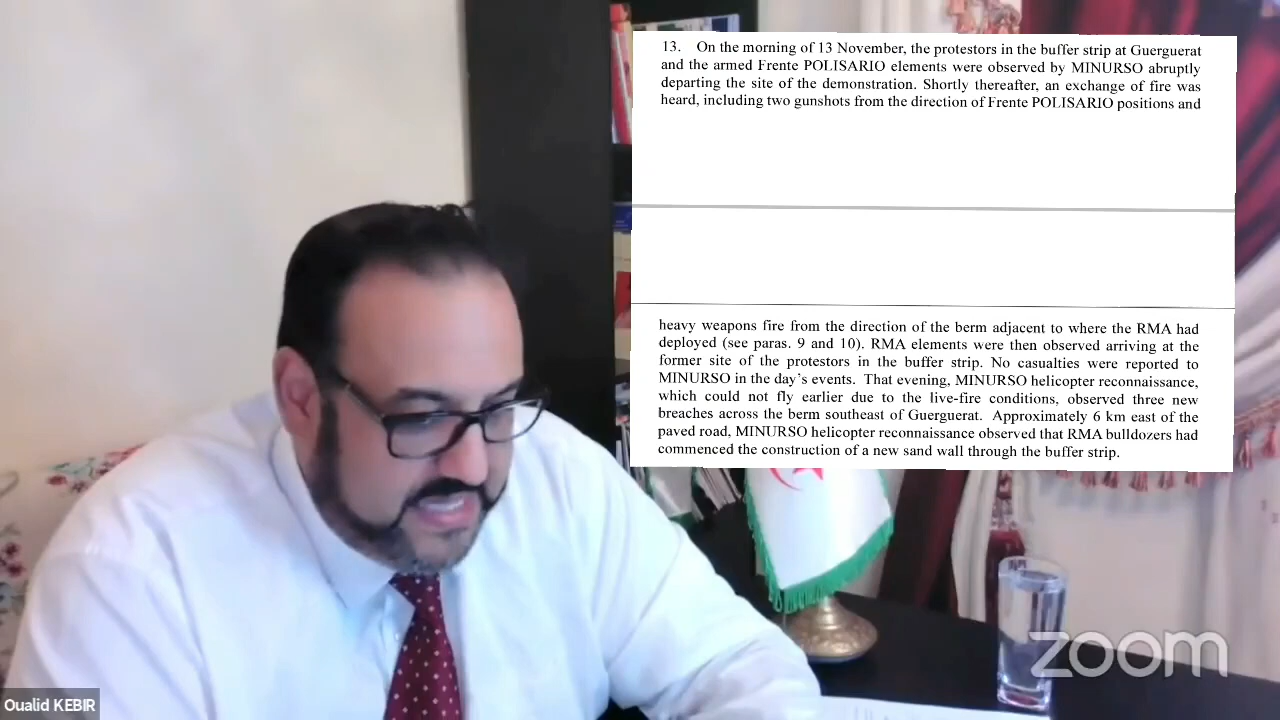 13. On the morning of 13 November, the protestors in the buffer strip at Guerguerat
and the armed Frente POLISARIO elements were observed by MINURSO abruptly
departing the site of the demonstration. Shortly thereafter, an exchange of fire was
heard, including two gunshots from the direction of Frente POLISARIO positions and
heavy weapons fire from the direction of the berm adjacent to where the RMA had
deployed (see paras. 9 and 10). RMA elements were then observed arriving at the
former site of the protestors in the buffer strip. No casualties were reported to
MINURSO in the day's events. That evening, MINURSO helicopter reconnaissance,
which could not fly earlier due to the live-fire conditions, observed three new
breaches across the berm southeast of Guerguerat. Approximately 6 km east of the
paved road, MINURSO helicopter reconnaissance observed that RMA bulldozers had
commenced the construction of a new sand wall through the buffer strip.
zoom
Oualid KEBIR